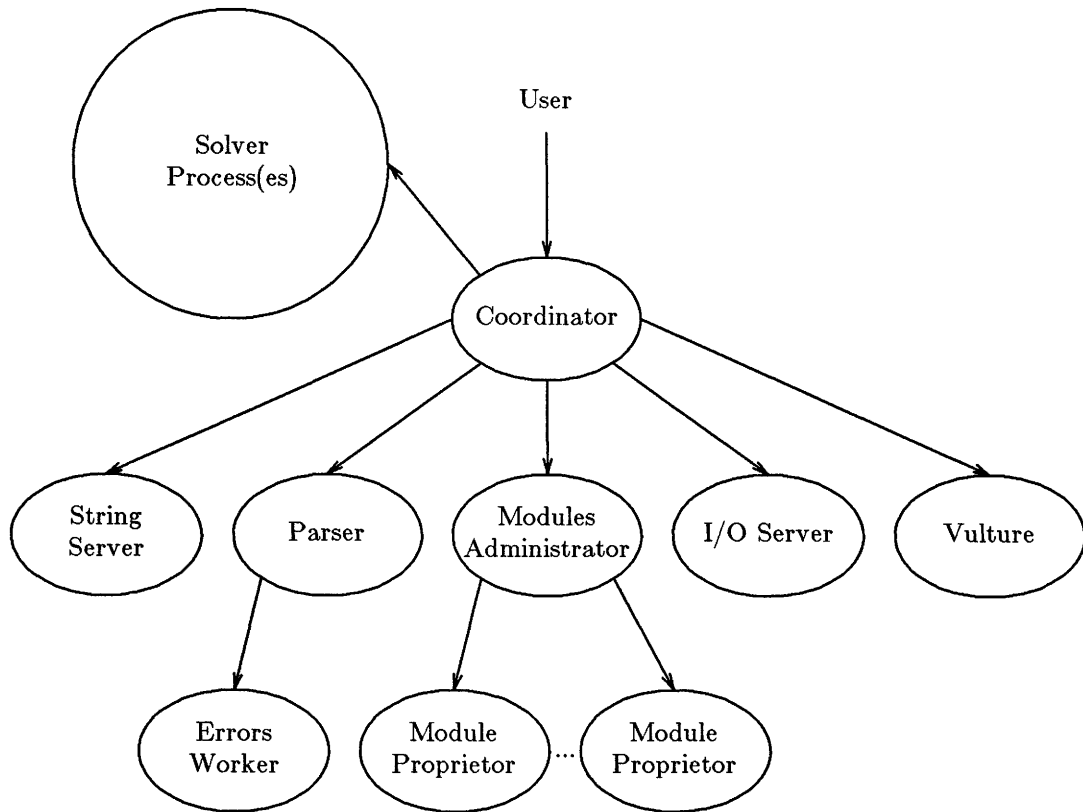 User
Solver
Process(es)
Coordinator
String
Server
Parser
Modules
Administrator
I/O Server
Vulture
Errors
Worker
Module
Proprietor
...
Module
Proprietor